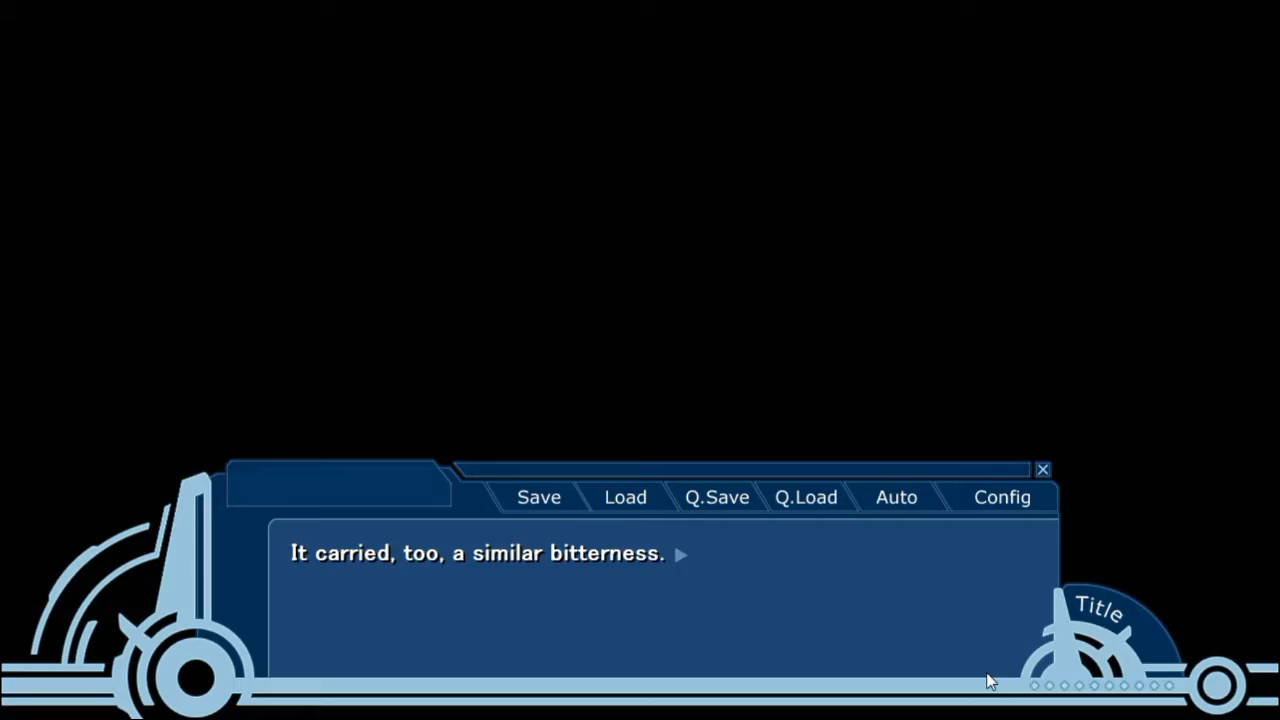 Save Load Q.Save Q.Load Auto Config
It carried, too, a similar bitterness.
Title